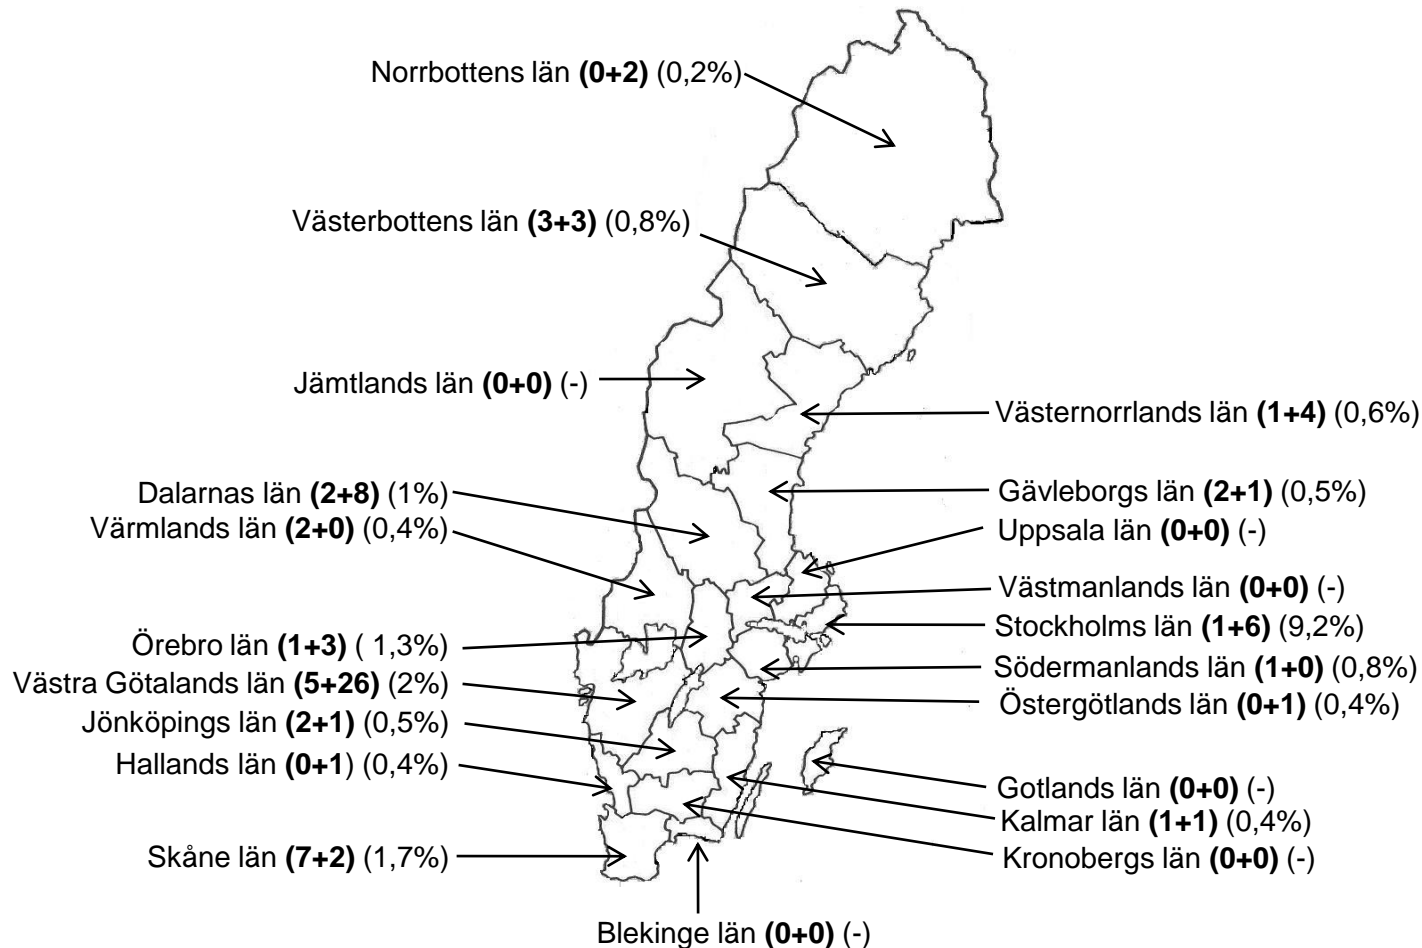 Norrbottens län (0+2) (0,2%)
Västerbottens län (3+3) (0,8%)
Jämtlands län (0+0) (-)
Västernorrlands län (1+4) (0,6%)
Dalarnas län (2+8) (1%)
Gävleborgs län (2+1) (0,5%)
Värmlands län (2+0) (0,4%)
Uppsala län (0+0) (-)
Västmanlands län (0+0) (-)
Stockholms län (1+6) (9,2%)
Örebro län (1+3) ( 1,3%)
Södermanlands län (1+0) (0,8%)
Västra Götalands län (5+26) (2%)
Östergötlands län (0+1) (0,4%)
Jönköpings län (2+1) (0,5%)
Hallands län (0+1) (0,4%)
Gotlands län (0+0) (-)
Kalmar län (1+1) (0,4%)
Skåne län (7+2) (1,7%)
Kronobergs län (0+0) (-)
Blekinge län (0+0) (-)